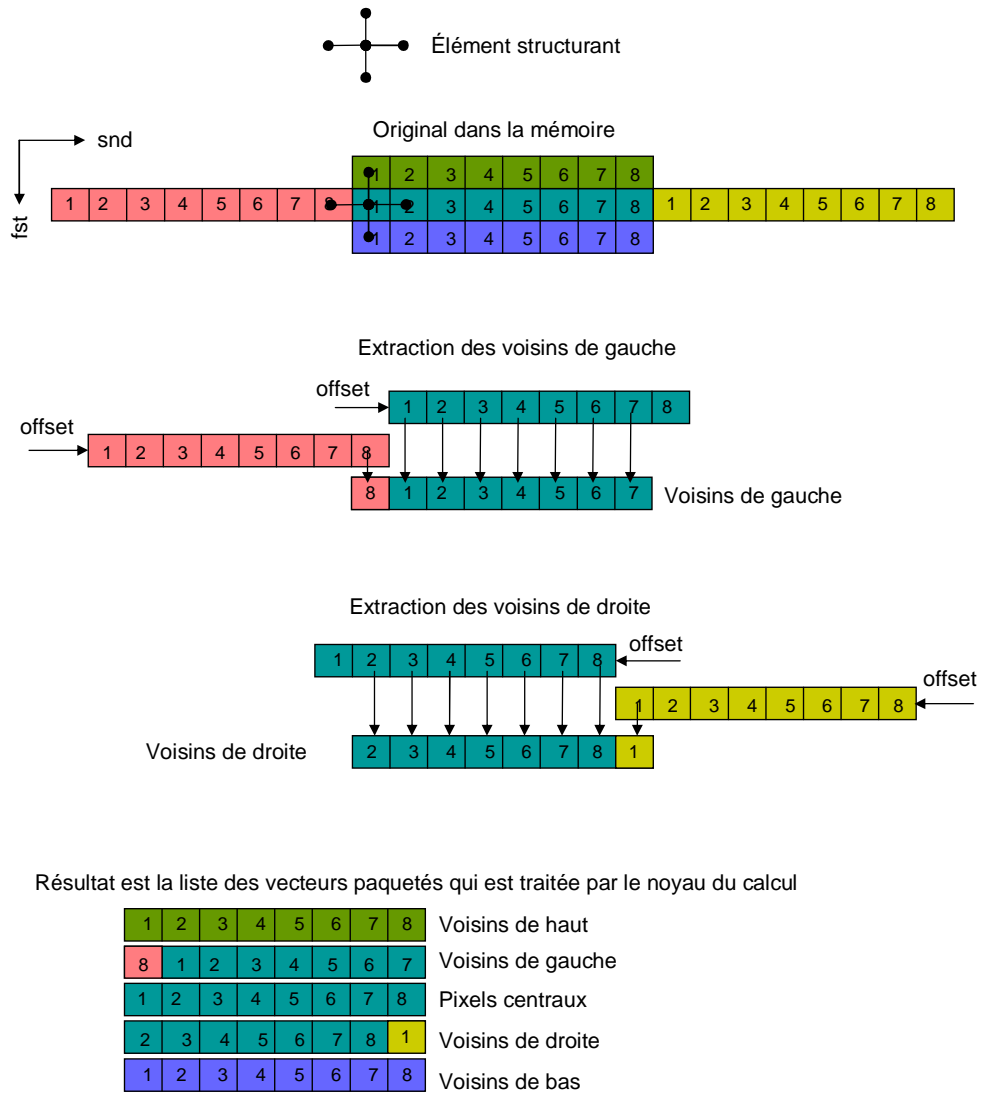 Élément structurant
Original dans la mémoire
snd
fst
1 2 3 4 5 6 7 8
1 2 3 4 5 6 7 8 1 2 3 4 5 6 7 8 1 2 3 4 5 6 7 8
1 2 3 4 5 6 7 8
Extraction des voisins de gauche
offset
1 2 3 4 5 6 7 8
offset
1 2 3 4 5 6 7 8
8 1 2 3 4 5 6 7 Voisins de gauche
Extraction des voisins de droite
offset
1 2 3 4 5 6 7 8
offset
1 2 3 4 5 6 7 8
Voisins de droite 2 3 4 5 6 7 8 1
Résultat est la liste des vecteurs paquetés qui est traitée par le noyau du calcul
1 2 3 4 5 6 7 8 Voisins de haut
8 1 2 3 4 5 6 7 Voisins de gauche
1 2 3 4 5 6 7 8 Pixels centraux
2 3 4 5 6 7 8 1 Voisins de droite
1 2 3 4 5 6 7 8 Voisins de bas